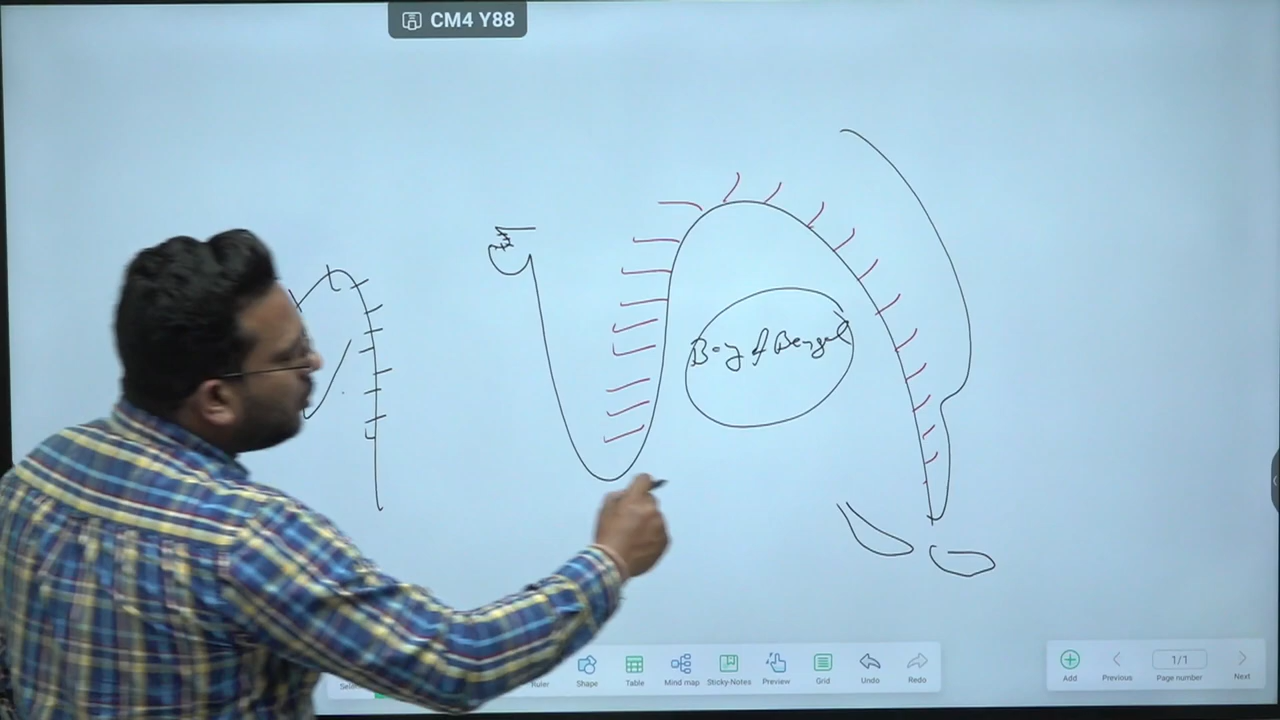 CM4 Y88
Bay of Bengal
Ruler
Shape
Table
Mind map
Sticky-Notes
Preview
Grid
Undo
Redo
Add
Previous
1/1
Page number
Next